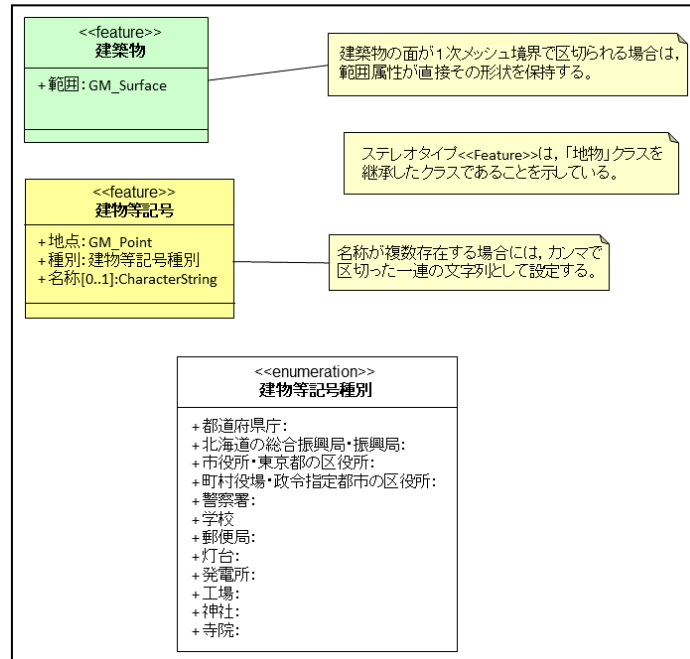 <<feature>>
建築物
+範囲:GM_Surface
建築物の面が1次メッシュ境界で区切られる場合は,
範囲属性が直接その形状を保持する。
ステレオタイプ<<Feature>>は,「地物」クラスを
継承したクラスであることを示している。
<<feature>>
建物等記号
+地点:GM_Point
+種別:建物等記号種別
+名称[0..1]:CharacterString
名称が複数存在する場合には,カンマで
区切った一連の文字列として設定する。
<<enumeration>>
建物等記号種別
+都道府県庁:
+北海道の総合振興局・振興局:
+市役所・東京都の区役所:
+町村役場・政令指定都市の区役所:
+警察署:
+学校
+郵便局:
+灯台:
+発電所:
+工場:
+神社:
+寺院: